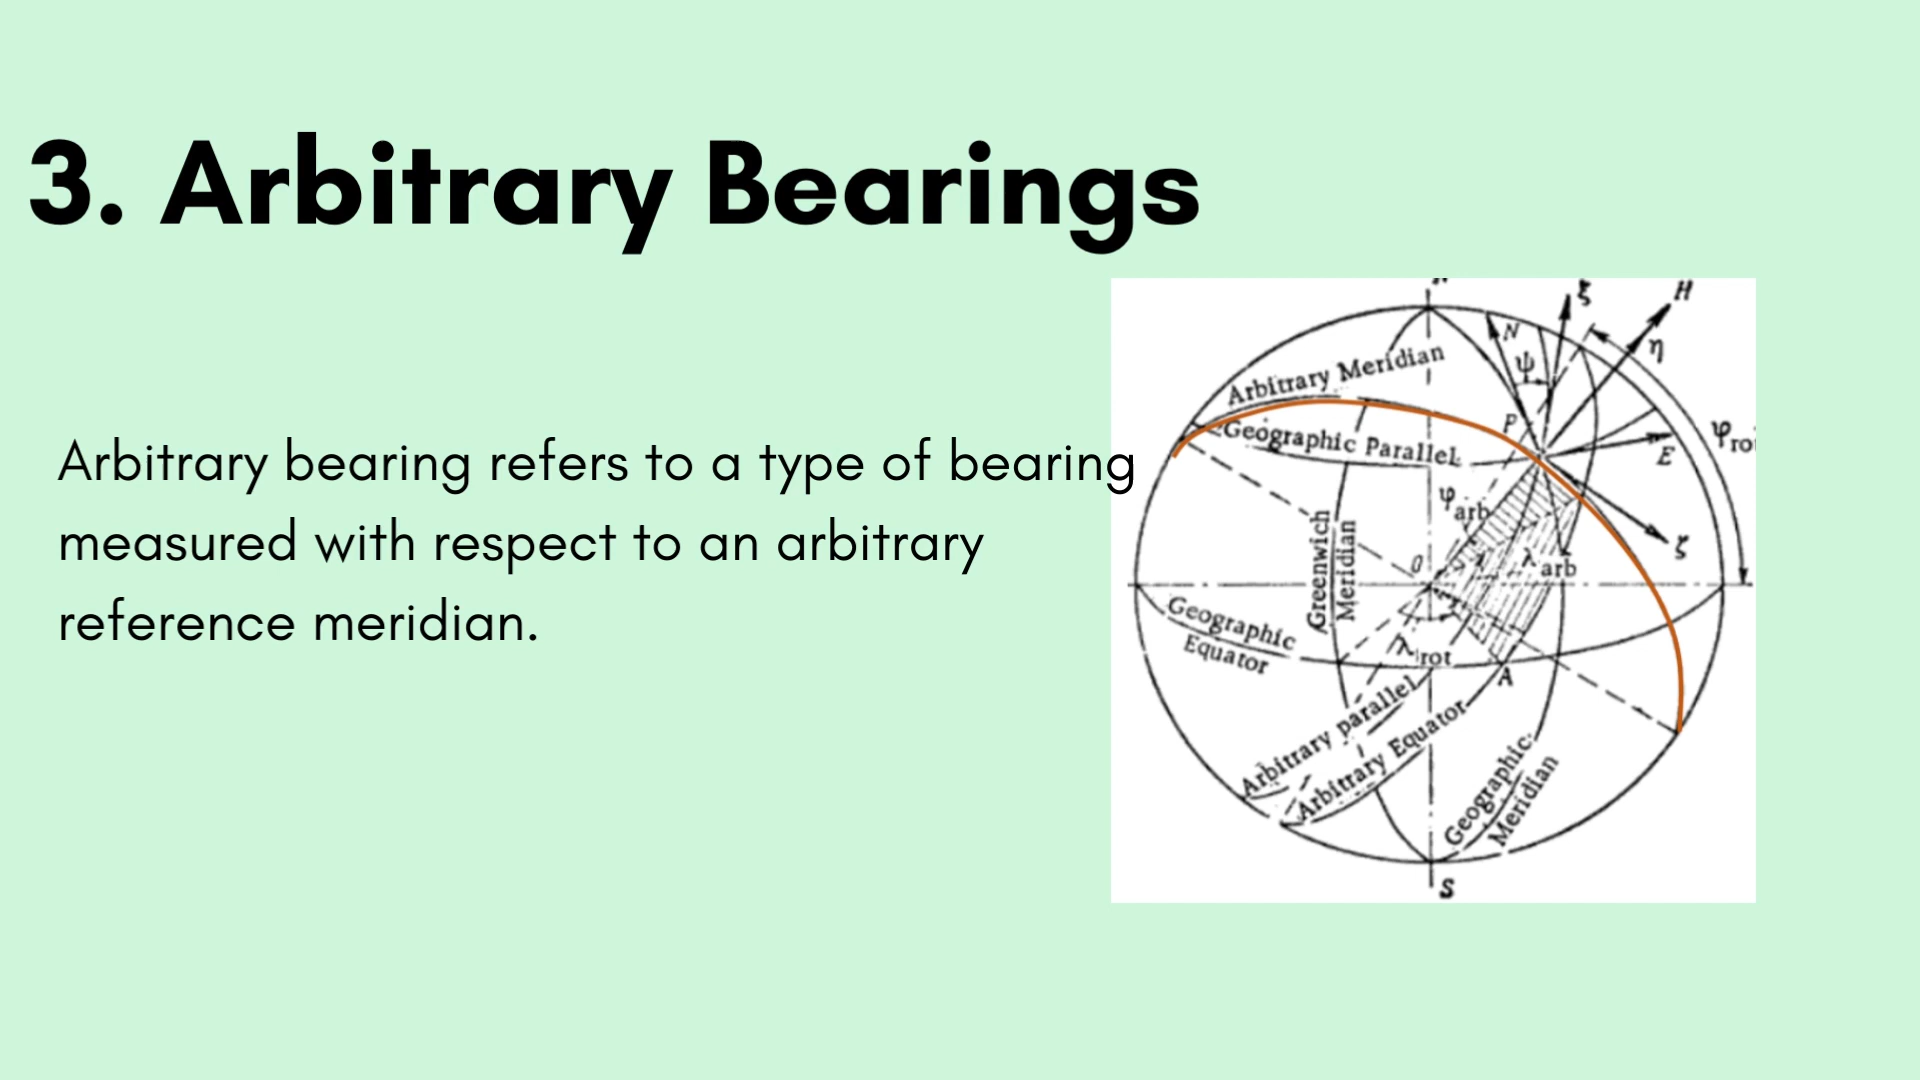 3. Arbitrary Bearings
Arbitrary bearing refers to a type of bearing
measured with respect to an arbitrary
reference meridian.
ξ
H
N
η
ψ
Arbitrary Meridian
P
Geographic Parallel
φrot
E
φarb
ζ
Greenwich
Meridian
O
λarb
Geographic
Equator
λrot
A
Arbitrary parallel
Arbitrary Equator
Geographic
Meridian
S